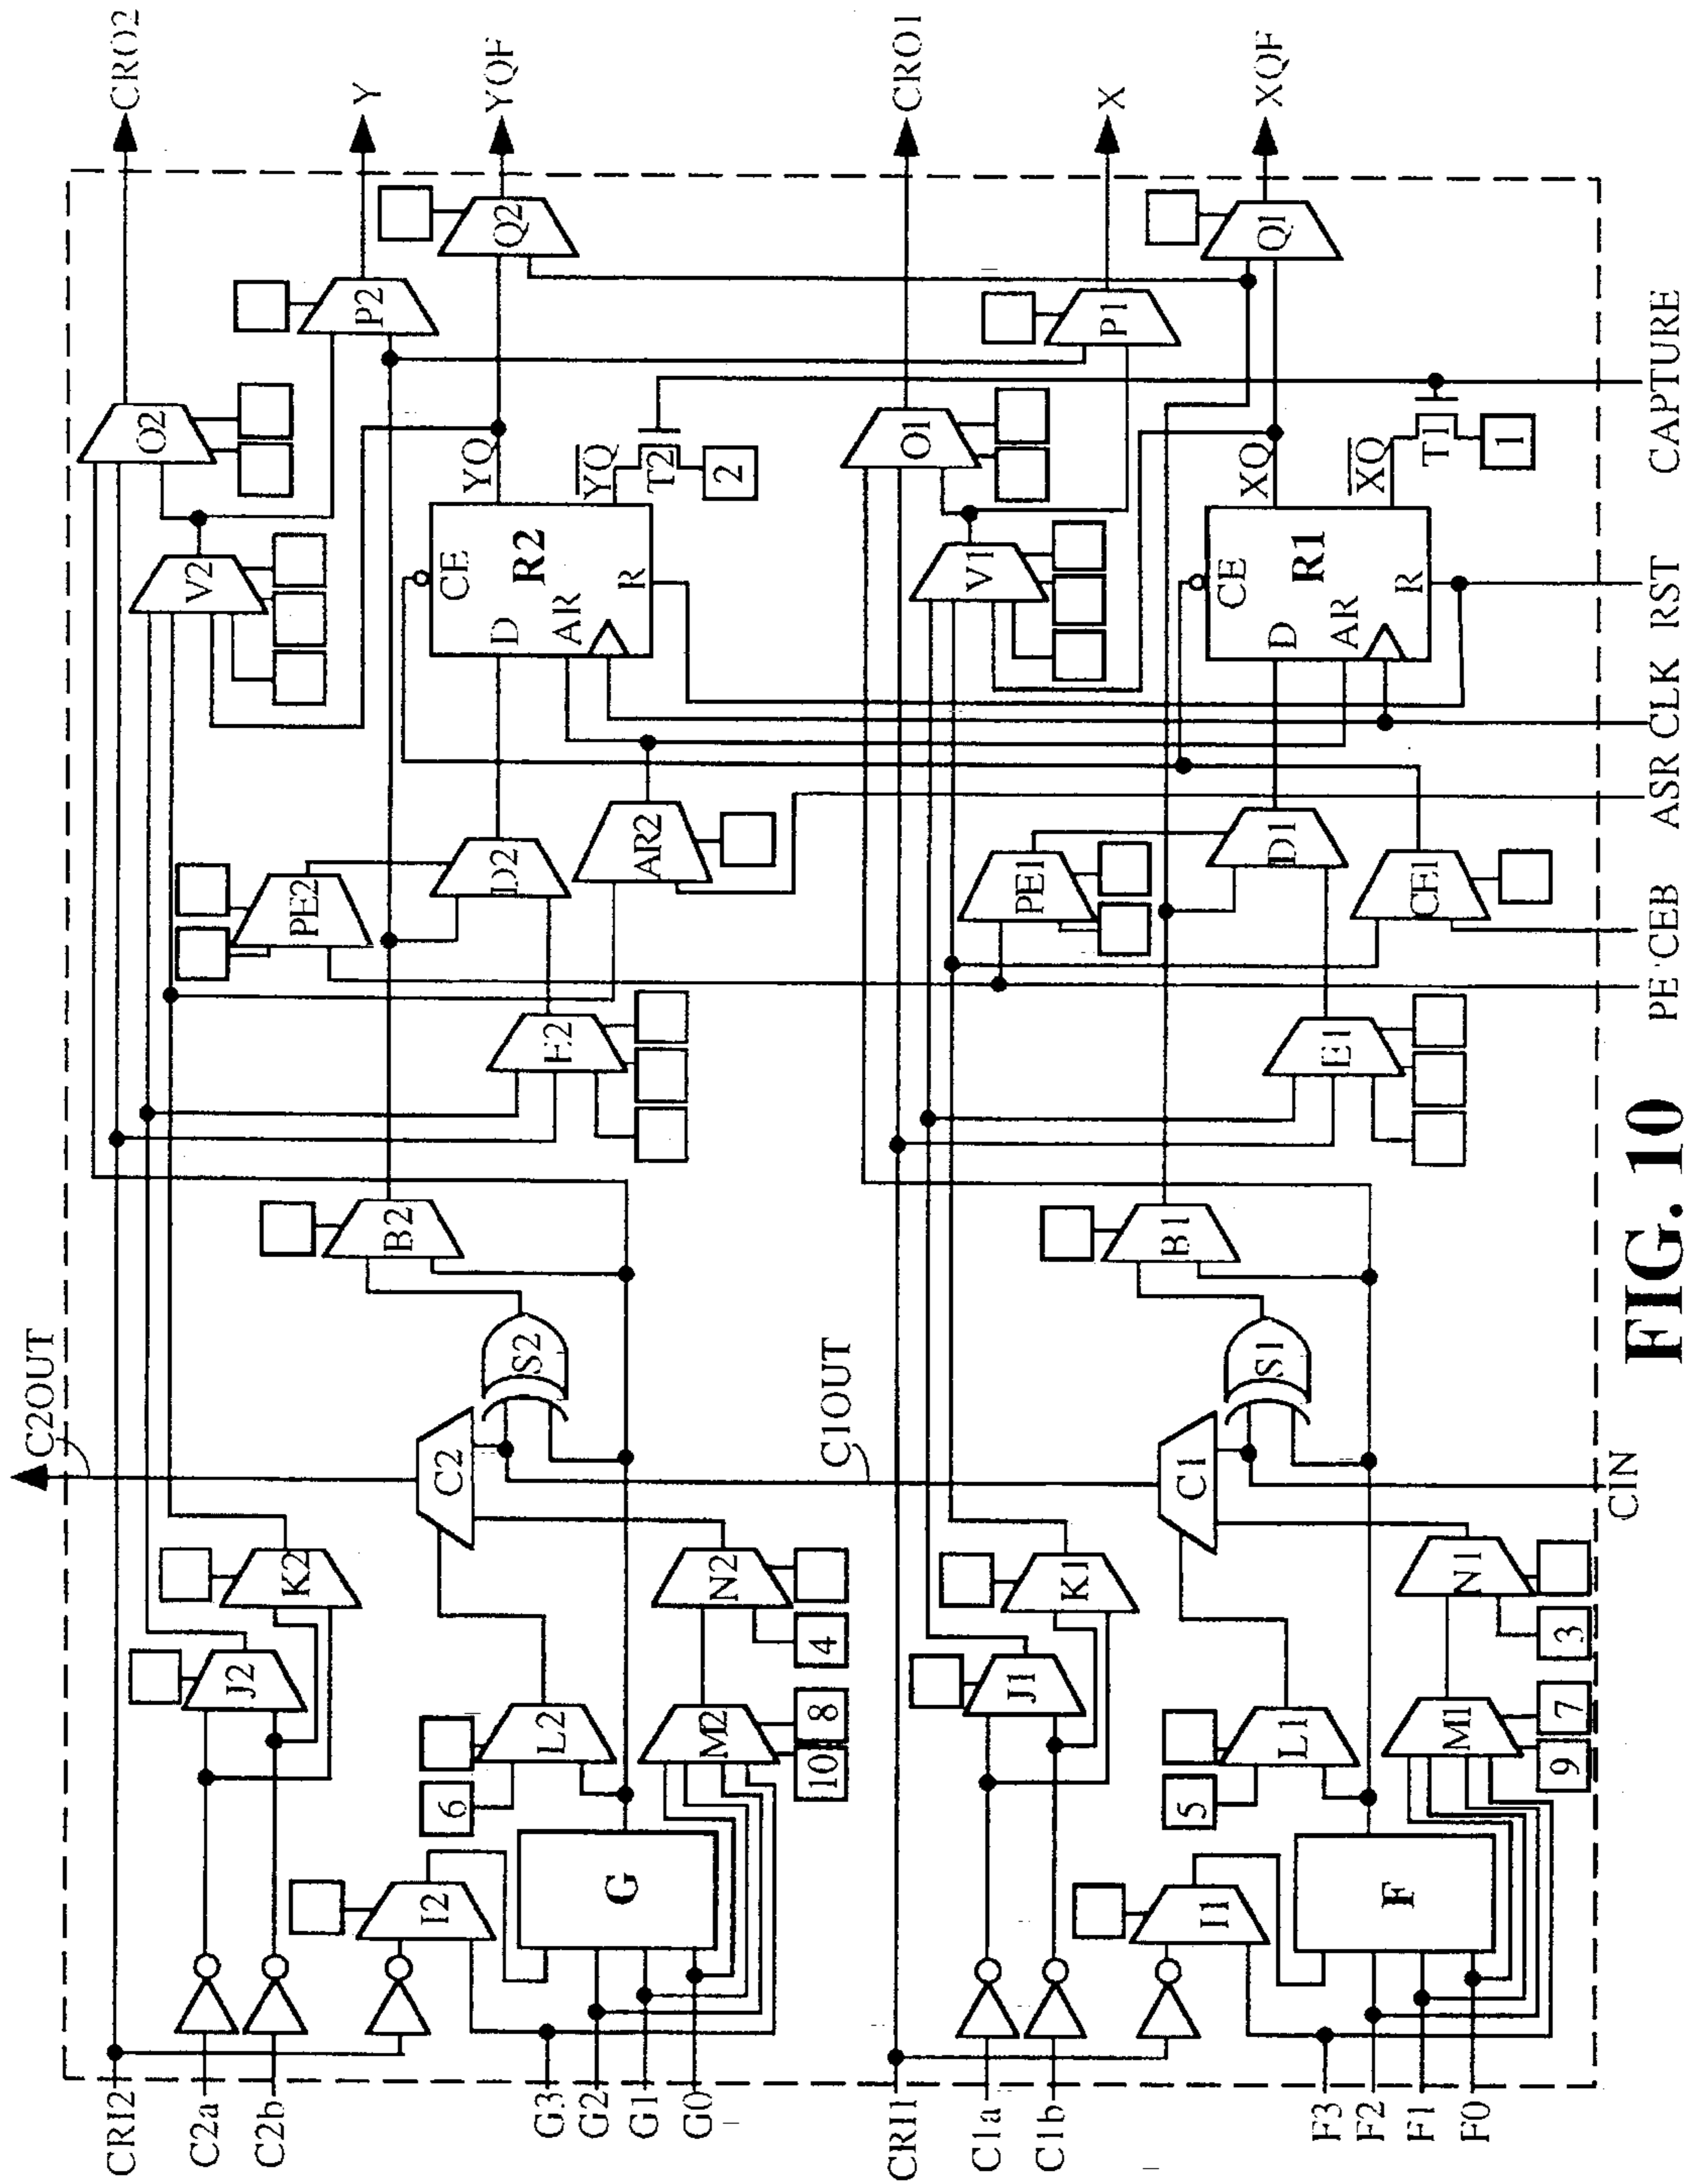 C2OUT
CRO2
Y
YQF
CRO1
X
XQF
CRI2
C2a
C2b
G3
G2
G1
G0
CRI1
C1a
C1b
F3
F2
F1
F0
J2
K2
V2
O2
P2
Q2
PE2
I2
G
6
L2
C2
S2
B2
D2
E2
AR2
CE
D
AR
R
R2
YQ
YQ
T2
2
M2
10
8
N2
4
C1OUT
J1
K1
V1
O1
P1
Q1
PE1
I1
F
5
L1
C1
S1
B1
D1
E1
CE1
CE
D
AR
R
R1
XQ
XQ
T1
1
M1
9
7
N1
3
CIN
PE
CEB
ASR
CLK
RST
CAPTURE
FIG. 10